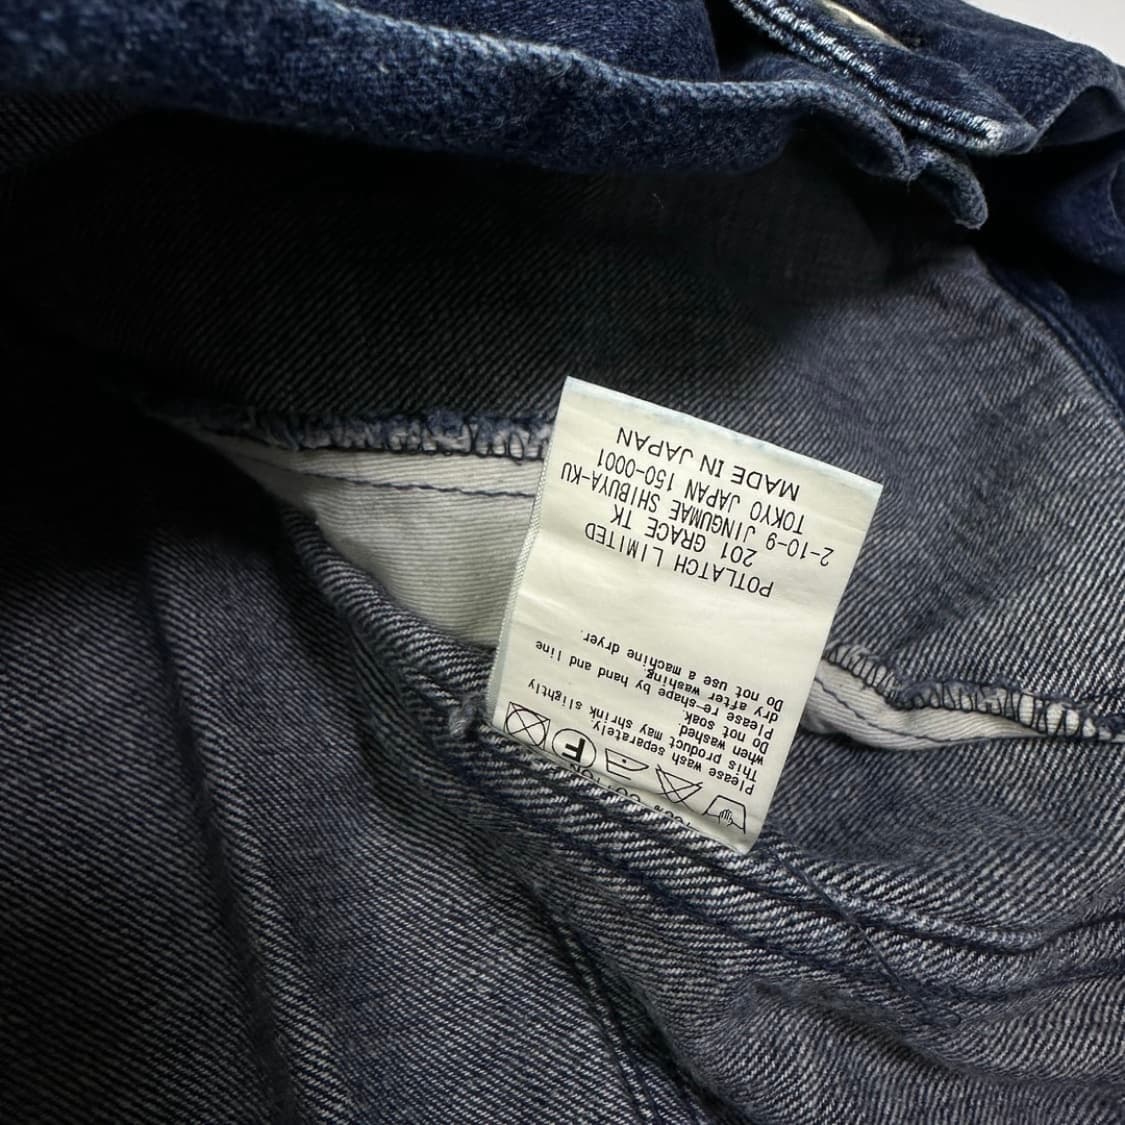 100% COTTON
F
Please wash separately.
This product may shrink slightly
when washed.
Do not soak.
Please re-shape by hand and line
dry after washing.
Do not use a machine dryer.
POTLATCH LIMITED
201 GRACE TK
2-10-9 JINGUMAE SHIBUYA-KU
TOKYO JAPAN 150-0001
MADE IN JAPAN